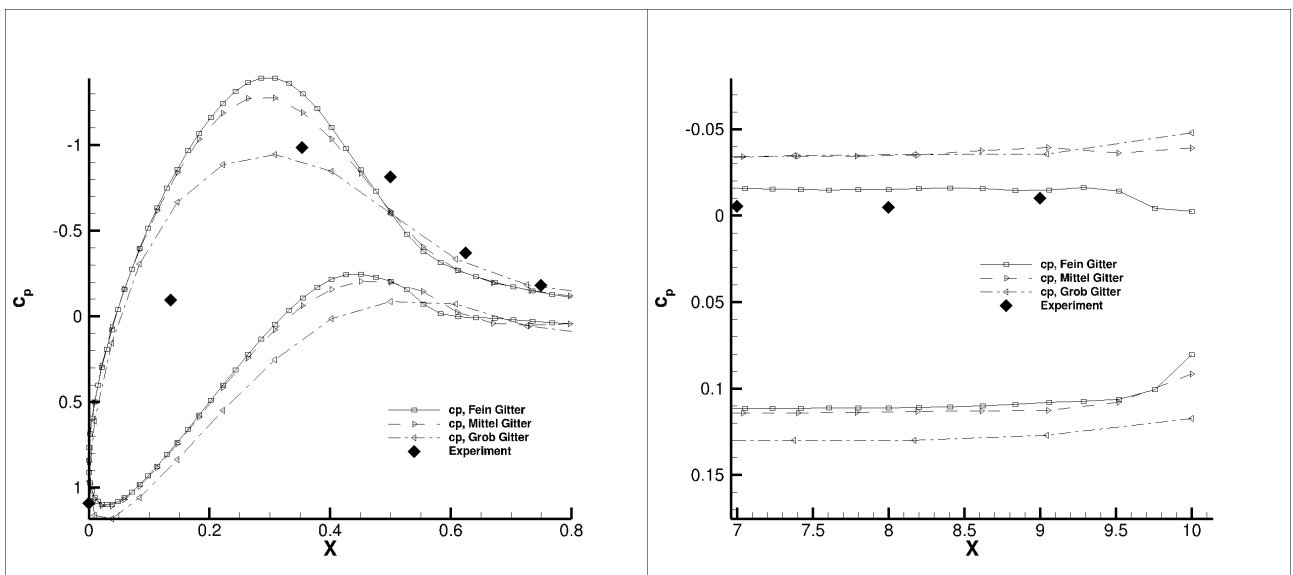 -1
-0.5
0
0.5
1
c_p
0 0.2 0.4 0.6 0.8
X
cp, Fein Gitter
cp, Mittel Gitter
cp, Grob Gitter
Experiment
-0.05
0
0.05
0.1
0.15
c_p
7 7.5 8 8.5 9 9.5 10
X
cp, Fein Gitter
cp, Mittel Gitter
cp, Grob Gitter
Experiment